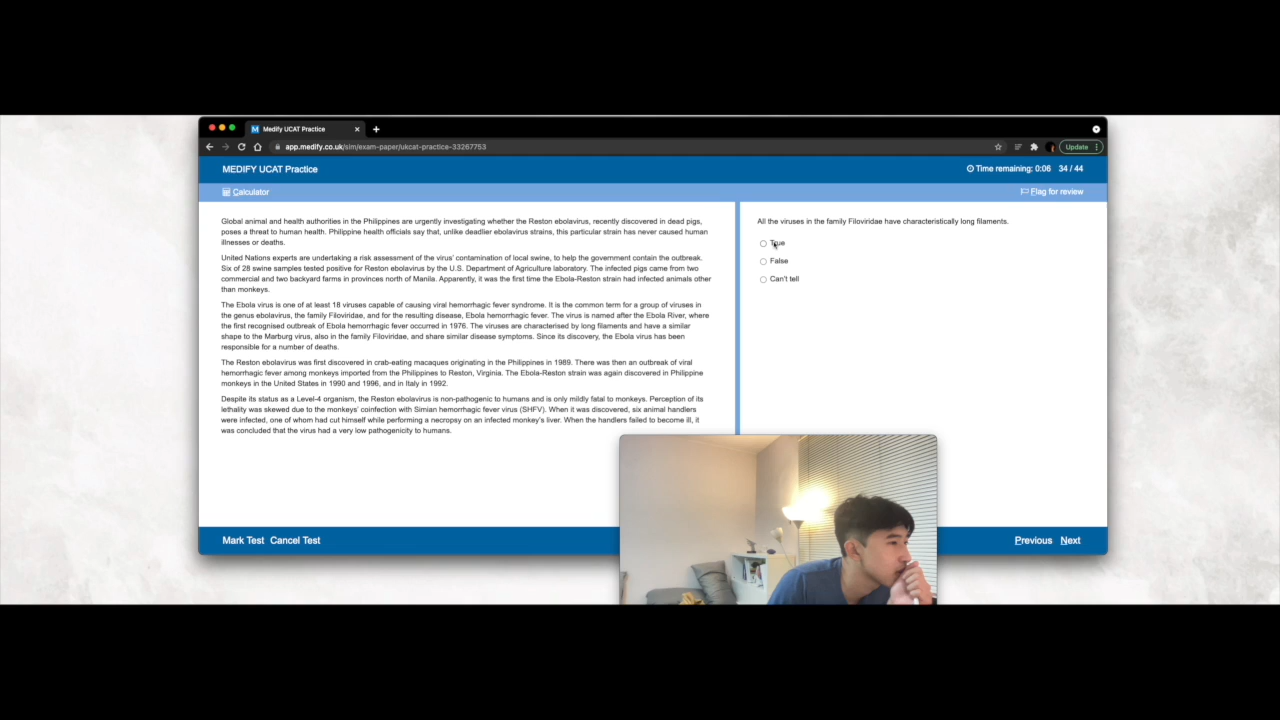 Medify UCAT Practice
app.medify.co.uk/sim/exam-paper/ukcat-practice-33267753
Update
MEDIFY UCAT Practice
Time remaining: 0:06 34 / 44
Calculator
Flag for review
Global animal and health authorities in the Philippines are urgently investigating whether the Reston ebolavirus, recently discovered in dead pigs,
poses a threat to human health. Philippine health officials say that, unlike deadlier ebolavirus strains, this particular strain has never caused human
illnesses or deaths.
United Nations experts are undertaking a risk assessment of the virus' contamination of local swine, to help the government contain the outbreak.
Six of 28 swine samples tested positive for Reston ebolavirus by the U.S. Department of Agriculture laboratory. The infected pigs came from two
commercial and two backyard farms in provinces north of Manila. Apparently, it was the first time the Ebola-Reston strain had infected animals other
than monkeys.
The Ebola virus is one of at least 18 viruses capable of causing viral hemorrhagic fever syndrome. It is the common term for a group of viruses in
the genus ebolavirus, the family Filoviridae, and for the resulting disease, Ebola hemorrhagic fever. The virus is named after the Ebola River, where
the first recognised outbreak of Ebola hemorrhagic fever occurred in 1976. The viruses are characterised by long filaments and have a similar
shape to the Marburg virus, also in the family Filoviridae, and share similar disease symptoms. Since its discovery, the Ebola virus has been
responsible for a number of deaths.
The Reston ebolavirus was first discovered in crab-eating macaques originating in the Philippines in 1989. There was then an outbreak of viral
hemorrhagic fever among monkeys imported from the Philippines to Reston, Virginia. The Ebola-Reston strain was again discovered in Philippine
monkeys in the United States in 1990 and 1996, and in Italy in 1992.
Despite its status as a Level-4 organism, the Reston ebolavirus is non-pathogenic to humans and is only mildly fatal to monkeys. Perception of its
lethality was skewed due to the monkeys' coinfection with Simian hemorrhagic fever virus (SHFV). When it was discovered, six animal handlers
were infected, one of whom had cut himself while performing a necropsy on an infected monkey's liver. When the handlers failed to become ill, it
was concluded that the virus had a very low pathogenicity to humans.
All the viruses in the family Filoviridae have characteristically long filaments.
True
False
Can't tell
Mark Test Cancel Test
Previous Next